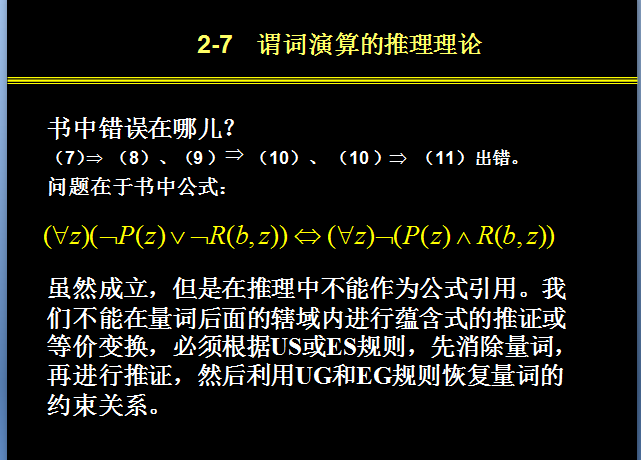 2-7 谓词演算的推理理论
书中错误在哪儿？
（7）⇒ （8）、（9 ）⇒ （10）、 （10 ）⇒ （11）出错。
问题在于书中公式：
(∀z)(¬P(z)∨¬R(b,z))⇔(∀z)¬(P(z)∧R(b,z))
虽然成立，但是在推理中不能作为公式引用。我
们不能在量词后面的辖域内进行蕴含式的推证或
等价变换，必须根据US或ES规则，先消除量词，
再进行推证，然后利用UG和EG规则恢复量词的
约束关系。